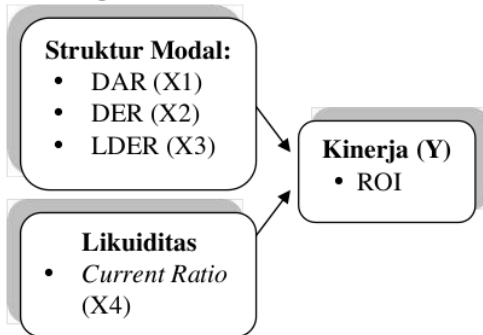 Struktur Modal:
• DAR (X1)
• DER (X2)
• LDER (X3)
Kinerja (Y)
• ROI
Likuiditas
• Current Ratio
(X4)